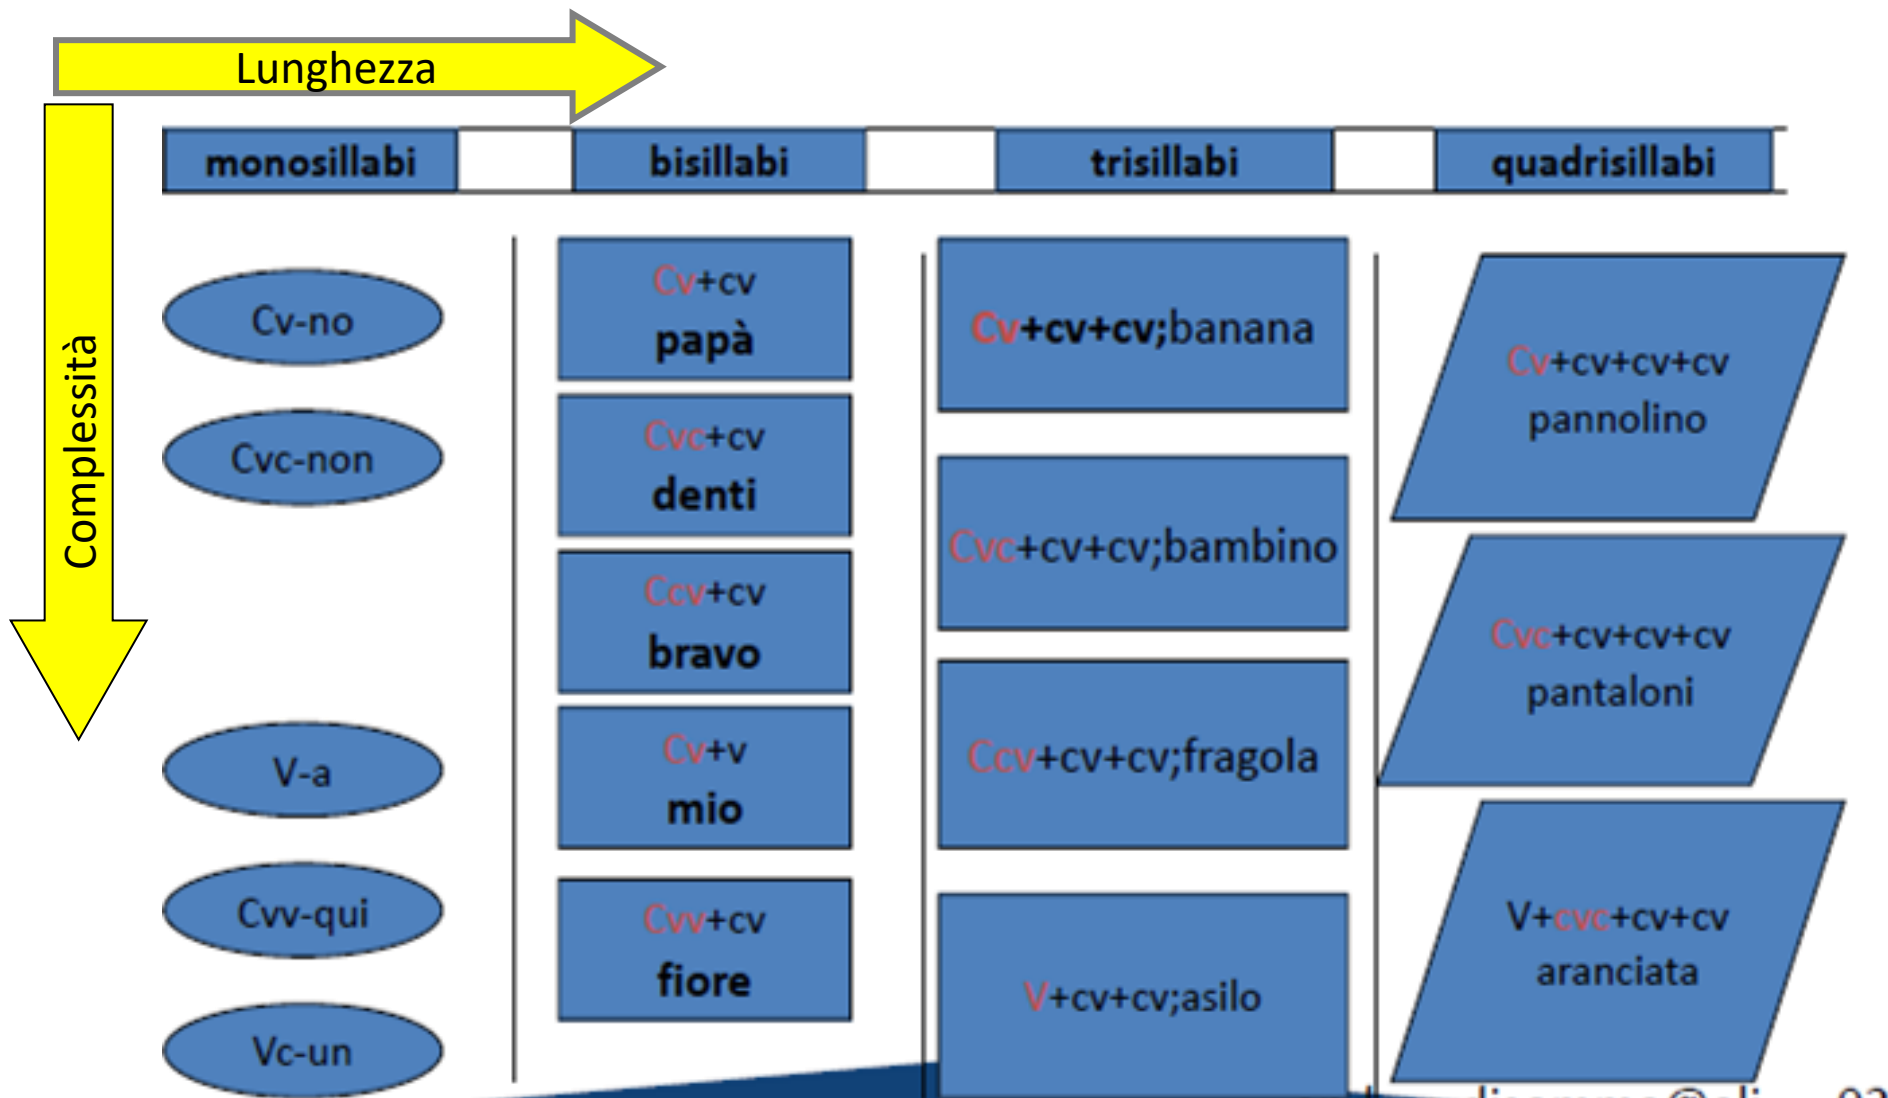 Lunghezza
Complessità
monosillabi
bisillabi
trisillabi
quadrisillabi
Cv-no
Cvc-non
V-a
Cvv-qui
Vc-un
Cv+cv
papà
Cvc+cv
denti
Ccv+cv
bravo
Cv+v
mio
Cvv+cv
fiore
Cv+cv+cv;banana
Cvc+cv+cv;bambino
Ccv+cv+cv;fragola
V+cv+cv;asilo
Cv+cv+cv+cv
pannolino
Cvc+cv+cv+cv
pantaloni
V+cvc+cv+cv
aranciata